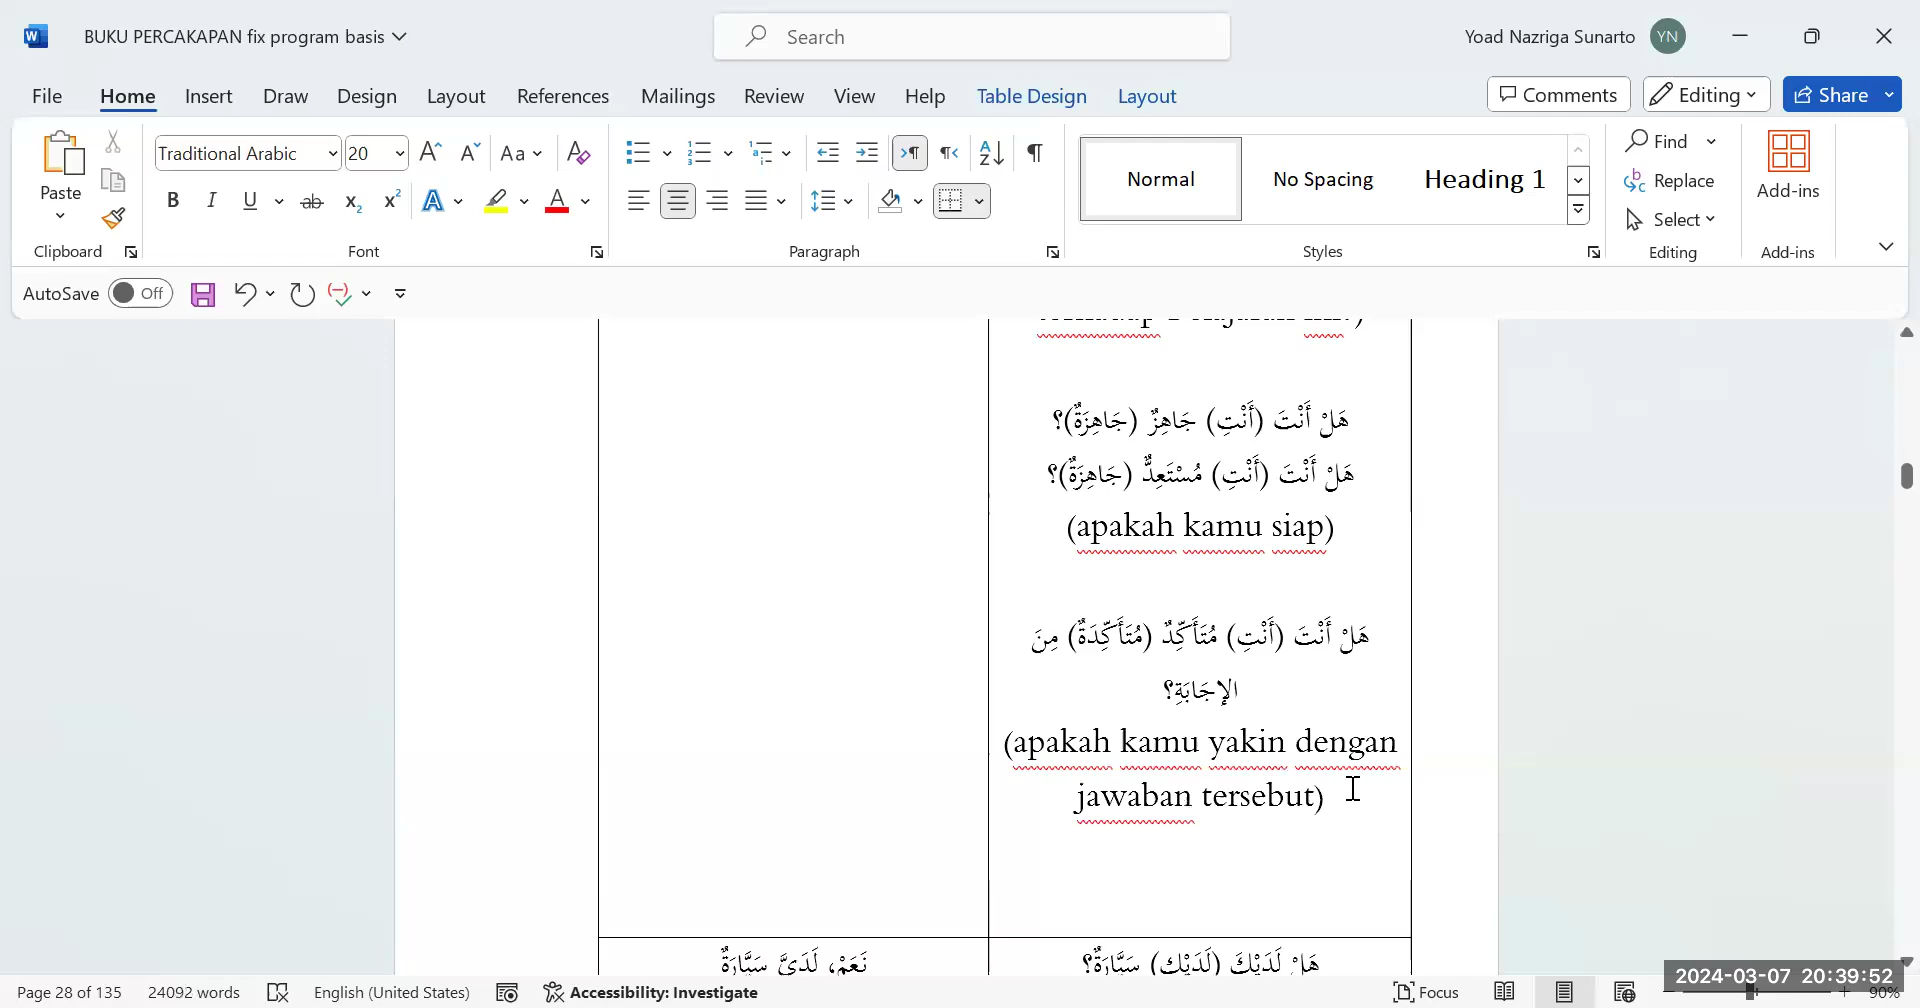 BUKU PERCAKAPAN fix program basis
Search
Yoad Nazriga Sunarto YN
File Home Insert Draw Design Layout References Mailings Review View Help Table Design Layout
Comments Editing Share
Paste
Clipboard
Traditional Arabic 20
Font
Paragraph
Normal No Spacing Heading 1
Styles
Find
Replace
Select
Editing
Add-ins
Add-ins
AutoSave Off
هَلْ أَنْتَ (أَنْتِ) جَاهِزٌ (جَاهِزَةٌ)؟
هَلْ أَنْتَ (أَنْتِ) مُسْتَعِدٌّ (جَاهِزَةٌ)؟
(apakah kamu siap)
هَلْ أَنْتَ (أَنْتِ) مُتَأَكِّدٌ (مُتَأَكِّدَةٌ) مِنَ
الإِجَابَةِ؟
(apakah kamu yakin dengan
jawaban tersebut)
هَلْ لَدَيْكَ (لَدَيْكِ) سَيَّارَةٌ؟
نَعَمْ، لَدَيَّ سَيَّارَةٌ
Page 28 of 135 24092 words English (United States) Accessibility: Investigate Focus 90%
2024-03-07 20:39:52